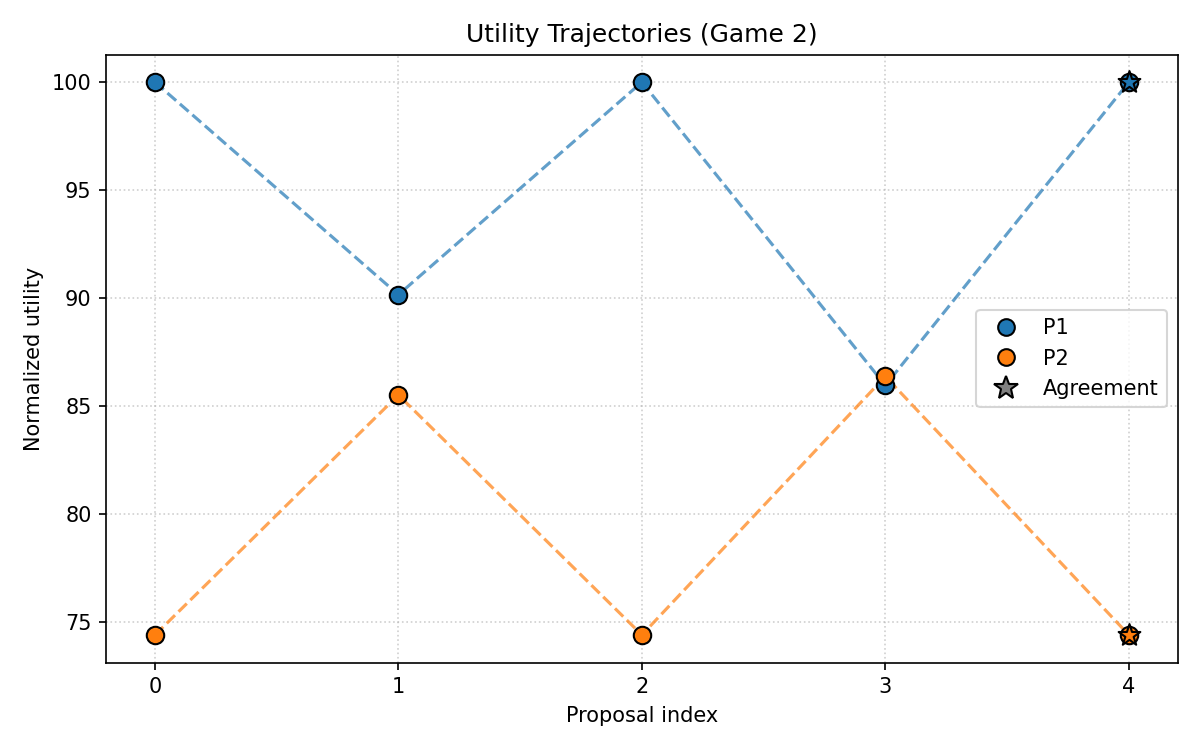 Utility Trajectories (Game 2)
Normalized utility
100
95
90
85
80
75
P1
P2
Agreement
0 1 2 3 4
Proposal index